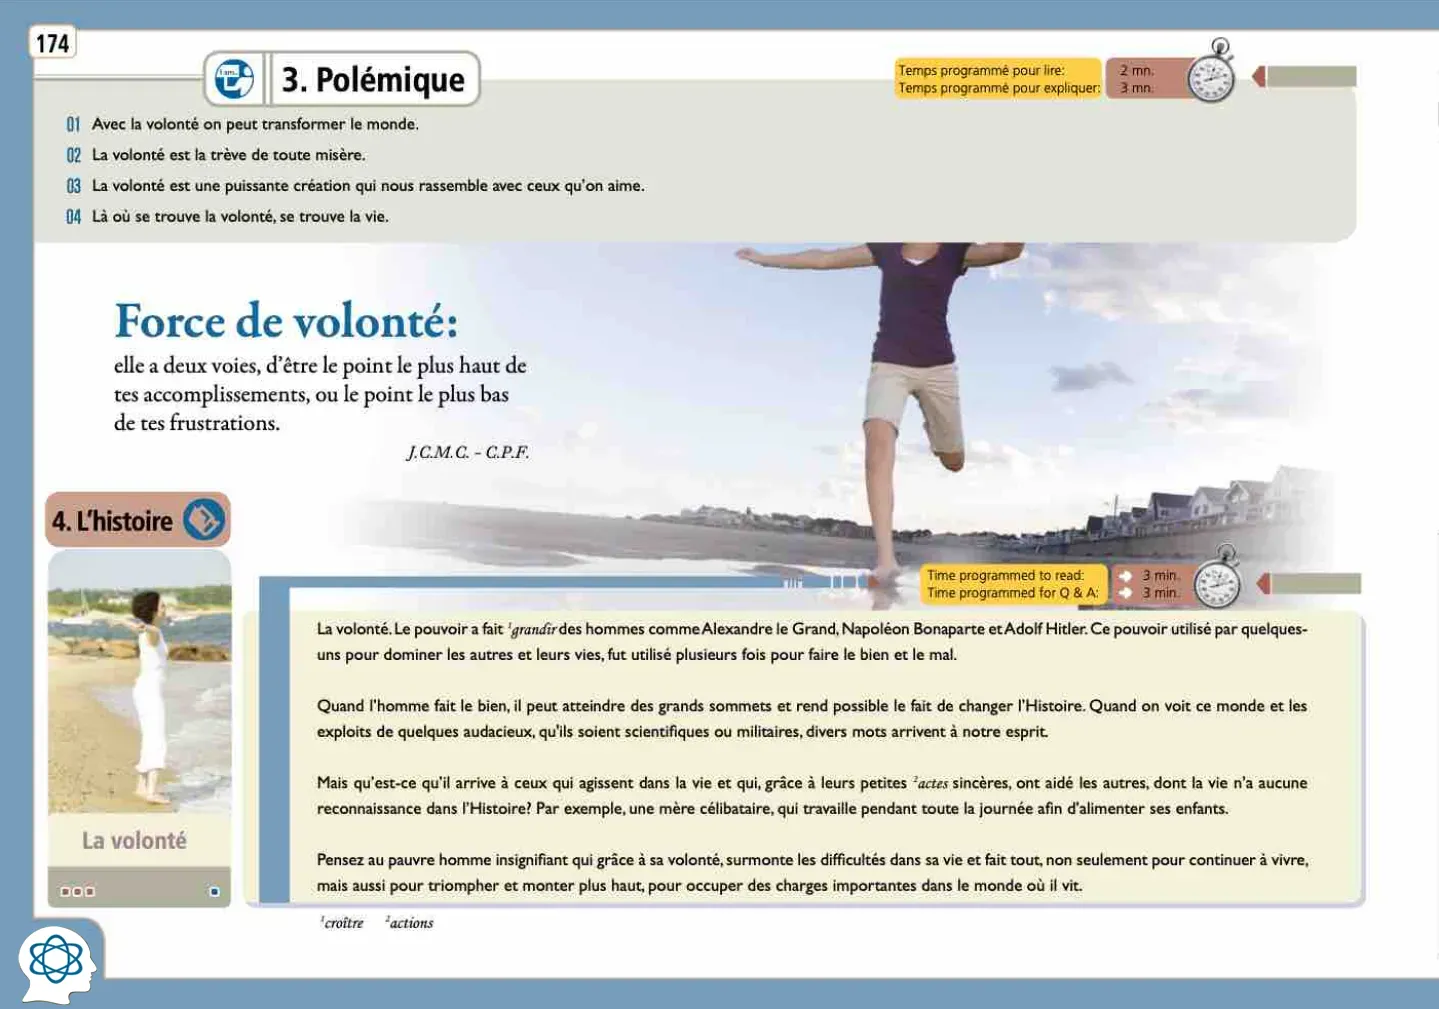 174
3. Polémique
Temps programmé pour lire: 2 mn.
Temps programmé pour expliquer: 3 mn.
01 Avec la volonté on peut transformer le monde.
02 La volonté est la trève de toute misère.
03 La volonté est une puissante création qui nous rassemble avec ceux qu'on aime.
04 Là où se trouve la volonté, se trouve la vie.
Force de volonté:
elle a deux voies, d'être le point le plus haut de
tes accomplissements, ou le point le plus bas
de tes frustrations.
J.C.M.C. - C.P.F.
4. L'histoire
La volonté
Time programmed to read: 3 min.
Time programmed for Q & A: 3 min.
La volonté. Le pouvoir a fait ¹grandir des hommes comme Alexandre le Grand, Napoléon Bonaparte et Adolf Hitler. Ce pouvoir utilisé par quelques-
uns pour dominer les autres et leurs vies, fut utilisé plusieurs fois pour faire le bien et le mal.
Quand l'homme fait le bien, il peut atteindre des grands sommets et rend possible le fait de changer l'Histoire. Quand on voit ce monde et les
exploits de quelques audacieux, qu'ils soient scientifiques ou militaires, divers mots arrivent à notre esprit.
Mais qu'est-ce qu'il arrive à ceux qui agissent dans la vie et qui, grâce à leurs petites ²actes sincères, ont aidé les autres, dont la vie n'a aucune
reconnaissance dans l'Histoire? Par exemple, une mère célibataire, qui travaille pendant toute la journée afin d'alimenter ses enfants.
Pensez au pauvre homme insignifiant qui grâce à sa volonté, surmonte les difficultés dans sa vie et fait tout, non seulement pour continuer à vivre,
mais aussi pour triompher et monter plus haut, pour occuper des charges importantes dans le monde où il vit.
¹croître ²actions